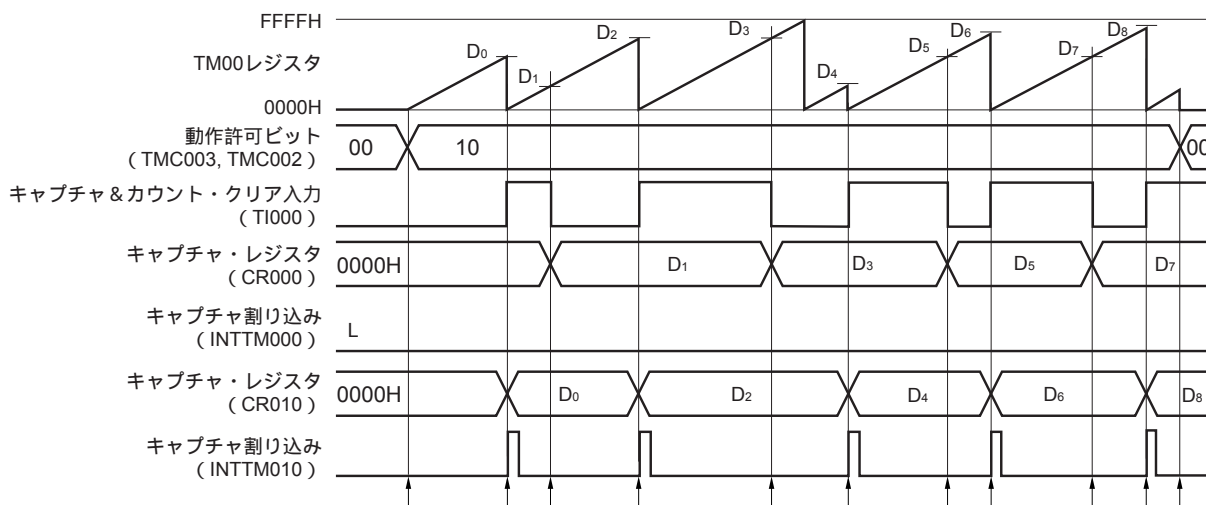 FFFFH
TM00レジスタ
0000H
D0
D1
D2
D3
D4
D5
D6
D7
D8
動作許可ビット
（TMC003, TMC002）
00
10
00
キャプチャ＆カウント・クリア入力
（TI000）
キャプチャ・レジスタ
（CR000）
0000H
D1
D3
D5
D7
キャプチャ割り込み
（INTTM000）
L
キャプチャ・レジスタ
（CR010）
0000H
D0
D2
D4
D6
D8
キャプチャ割り込み
（INTTM010）